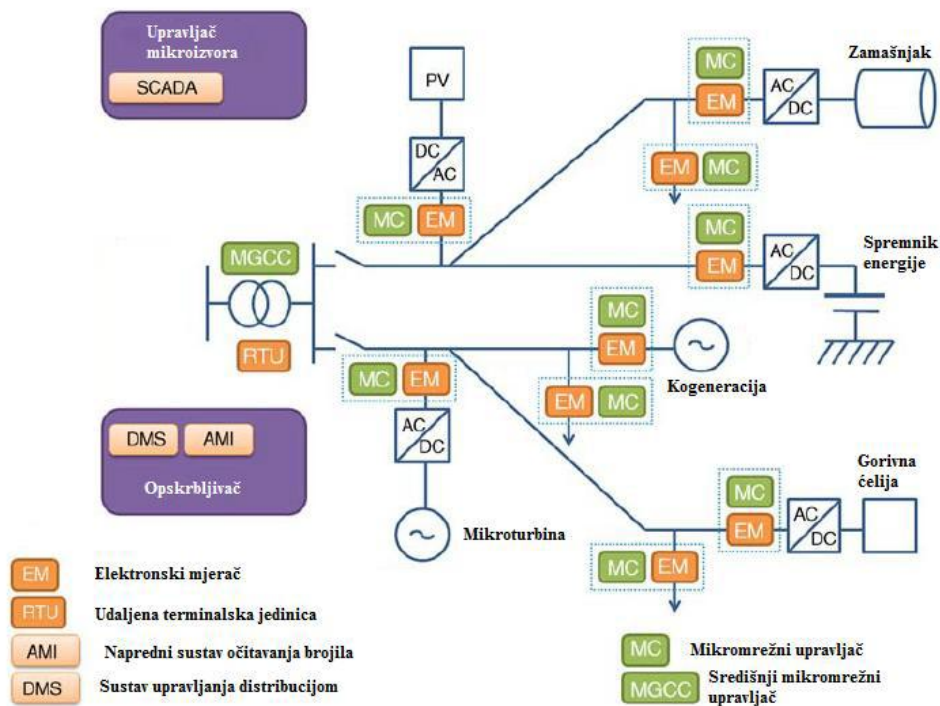 Upravljač
mikroizvora
SCADA
PV
DC
AC
MC EM
MC
EM
AC
DC
Zamašnjak
EM MC
MGCC
RTU
MC
EM
AC
DC
Spremnik
energije
MC
EM
Kogeneracija
MC EM
EM MC
AC
DC
Mikroturbina
DMS AMI
Opskrbljivač
MC
EM
AC
DC
Gorivna
ćelija
MC EM
EM Elektronski mjerač
RTU Udaljena terminalska jedinica
AMI Napredni sustav očitavanja brojila
DMS Sustav upravljanja distribucijom
MC Mikromrežni upravljač
MGCC Središnji mikromrežni
upravljač